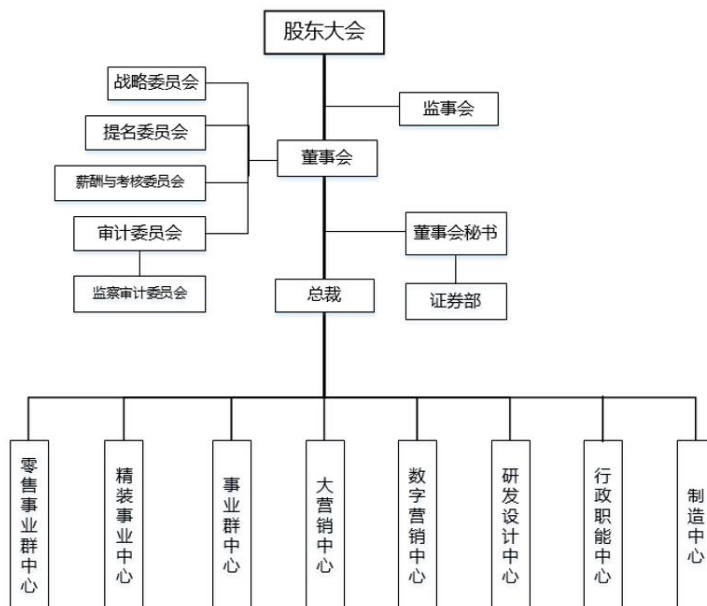 股东大会
战略委员会
监事会
提名委员会
董事会
薪酬与考核委员会
审计委员会
董事会秘书
监察审计委员会
总裁
证券部
零售事业群中心
精装事业中心
事业群中心
大营销中心
数字营销中心
研发设计中心
行政职能中心
制造中心